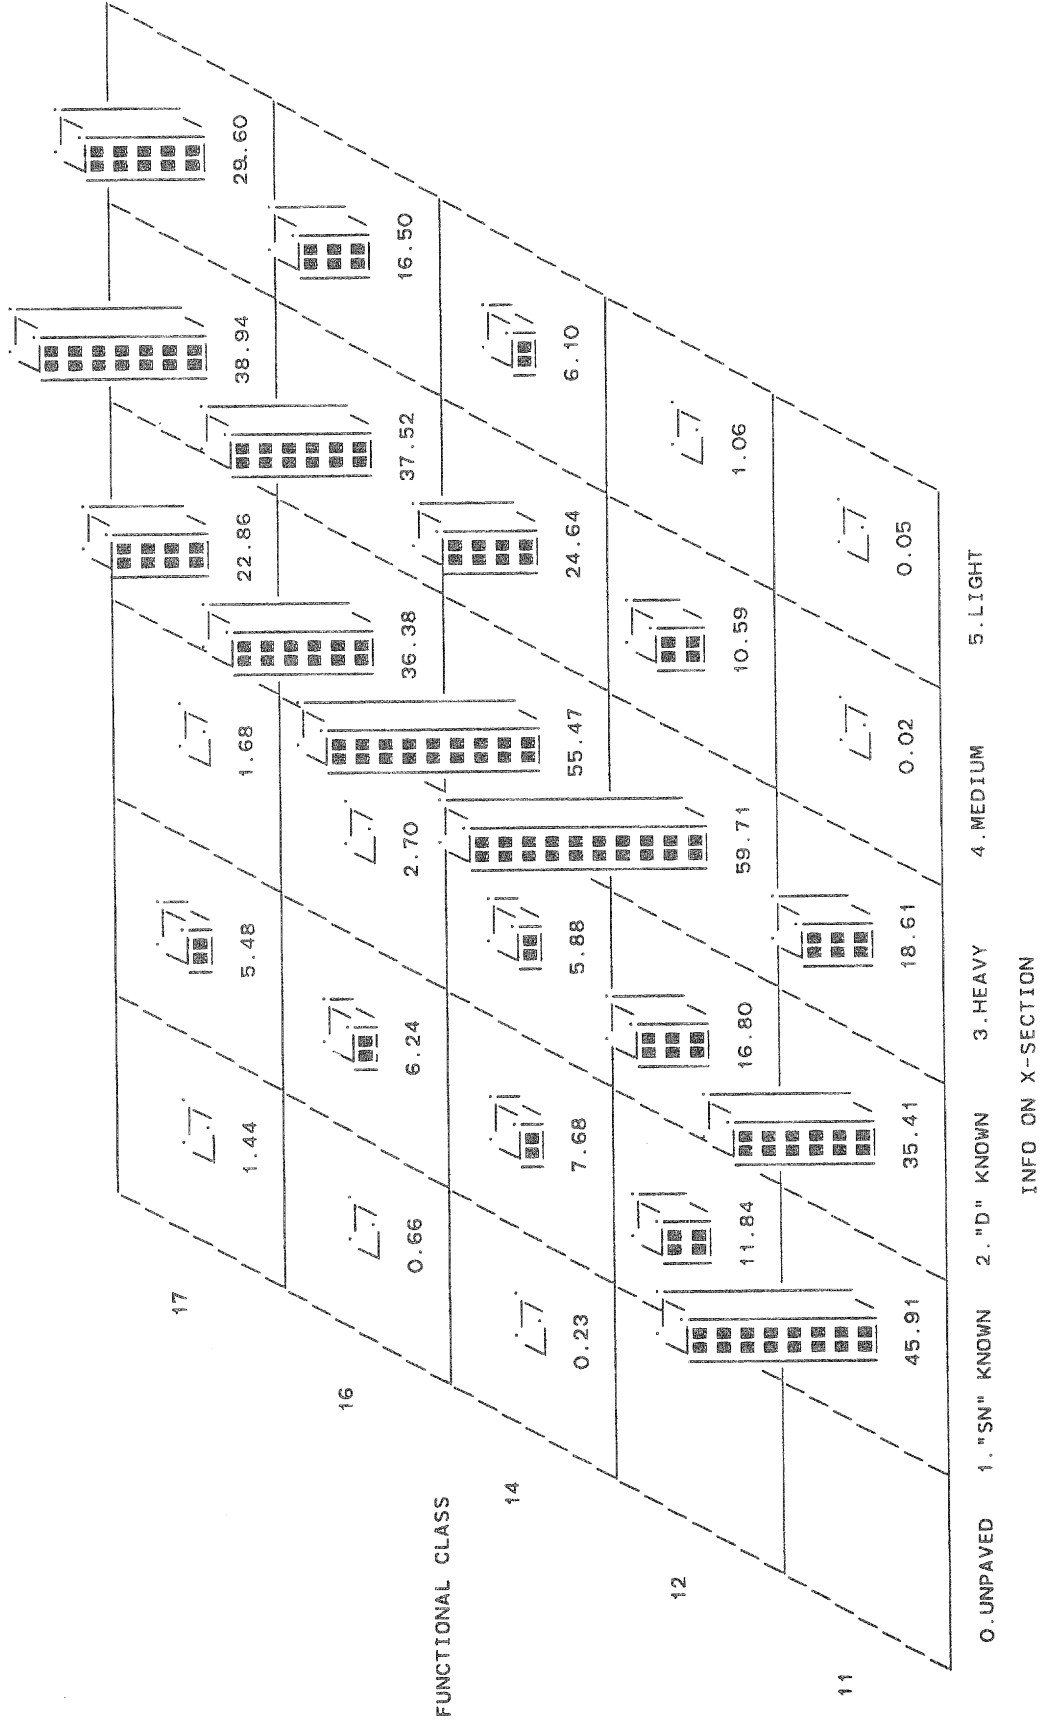 17 1.44 5.48 1.68 22.86 38.94 29.60
16 0.66 6.24 2.70 36.38 37.52 16.50
FUNCTIONAL CLASS
14 0.23 7.68 5.88 55.47 24.64 6.10
12 11.84 16.80 59.71 10.59 1.06
11 45.91 35.41 18.61 0.02 0.05
0.UNPAVED 1."SN" KNOWN 2."D" KNOWN 3.HEAVY 4.MEDIUM 5.LIGHT
INFO ON X-SECTION